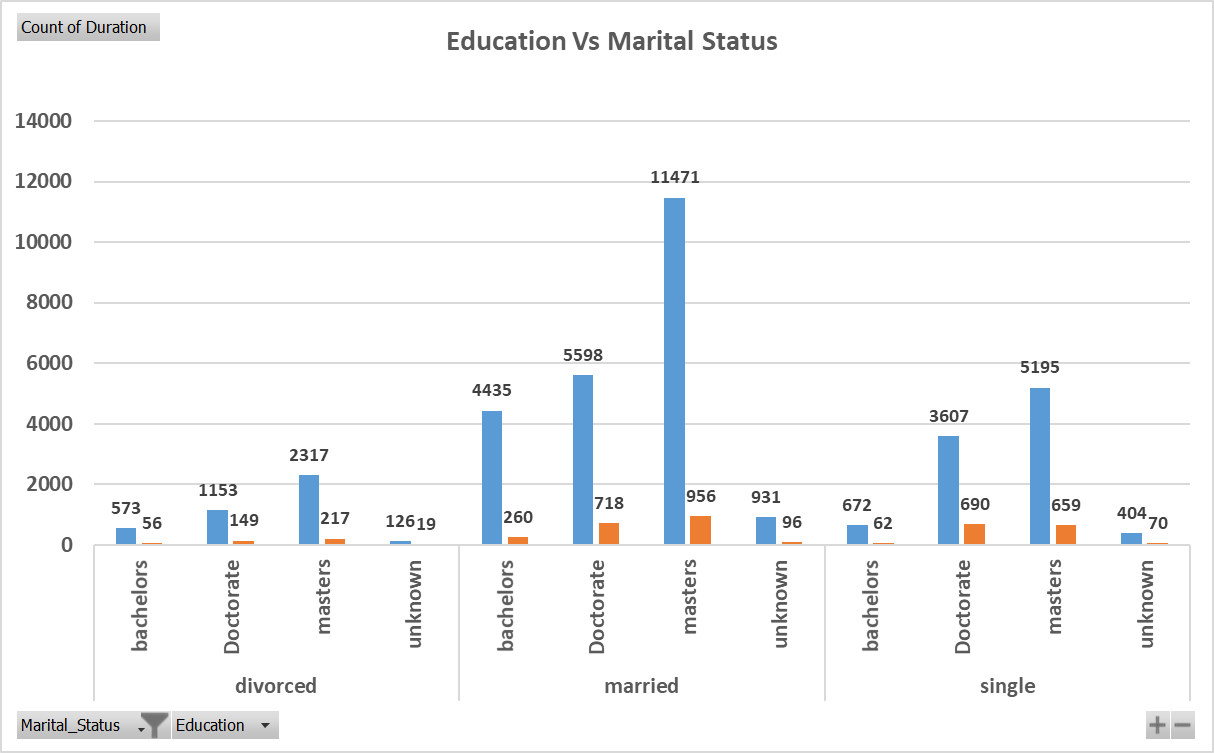 Count of Duration
Education Vs Marital Status
14000
12000
10000
8000
6000
4000
2000
0
573
56
1153
149
2317
217
126
19
4435
260
5598
718
11471
956
931
96
672
62
3607
690
5195
659
404
70
bachelors
Doctorate
masters
unknown
bachelors
Doctorate
masters
unknown
bachelors
Doctorate
masters
unknown
divorced
married
single
Marital_Status
Education